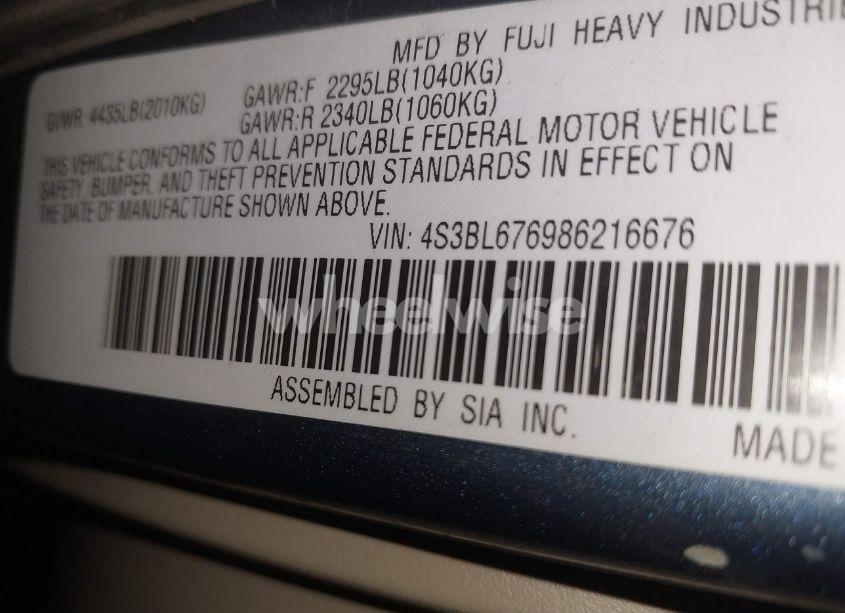 MFD BY FUJI HEAVY INDUSTRIE
GVWR: 4435LB(2010KG) GAWR:F 2295LB(1040KG)
GAWR:R 2340LB(1060KG)
THIS VEHICLE CONFORMS TO ALL APPLICABLE FEDERAL MOTOR VEHICLE
SAFETY, BUMPER, AND THEFT PREVENTION STANDARDS IN EFFECT ON
THE DATE OF MANUFACTURE SHOWN ABOVE.
VIN: 4S3BL676986216676
wheelwise
ASSEMBLED BY SIA INC.
MADE